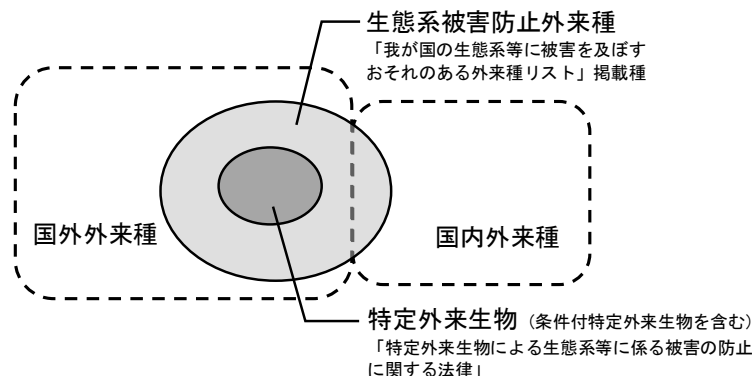 生態系被害防止外来種
「我が国の生態系等に被害を及ぼす
おそれのある外来種リスト」掲載種
国外外来種
国内外来種
特定外来生物（条件付特定外来生物を含む）
「特定外来生物による生態系等に係る被害の防止
に関する法律」